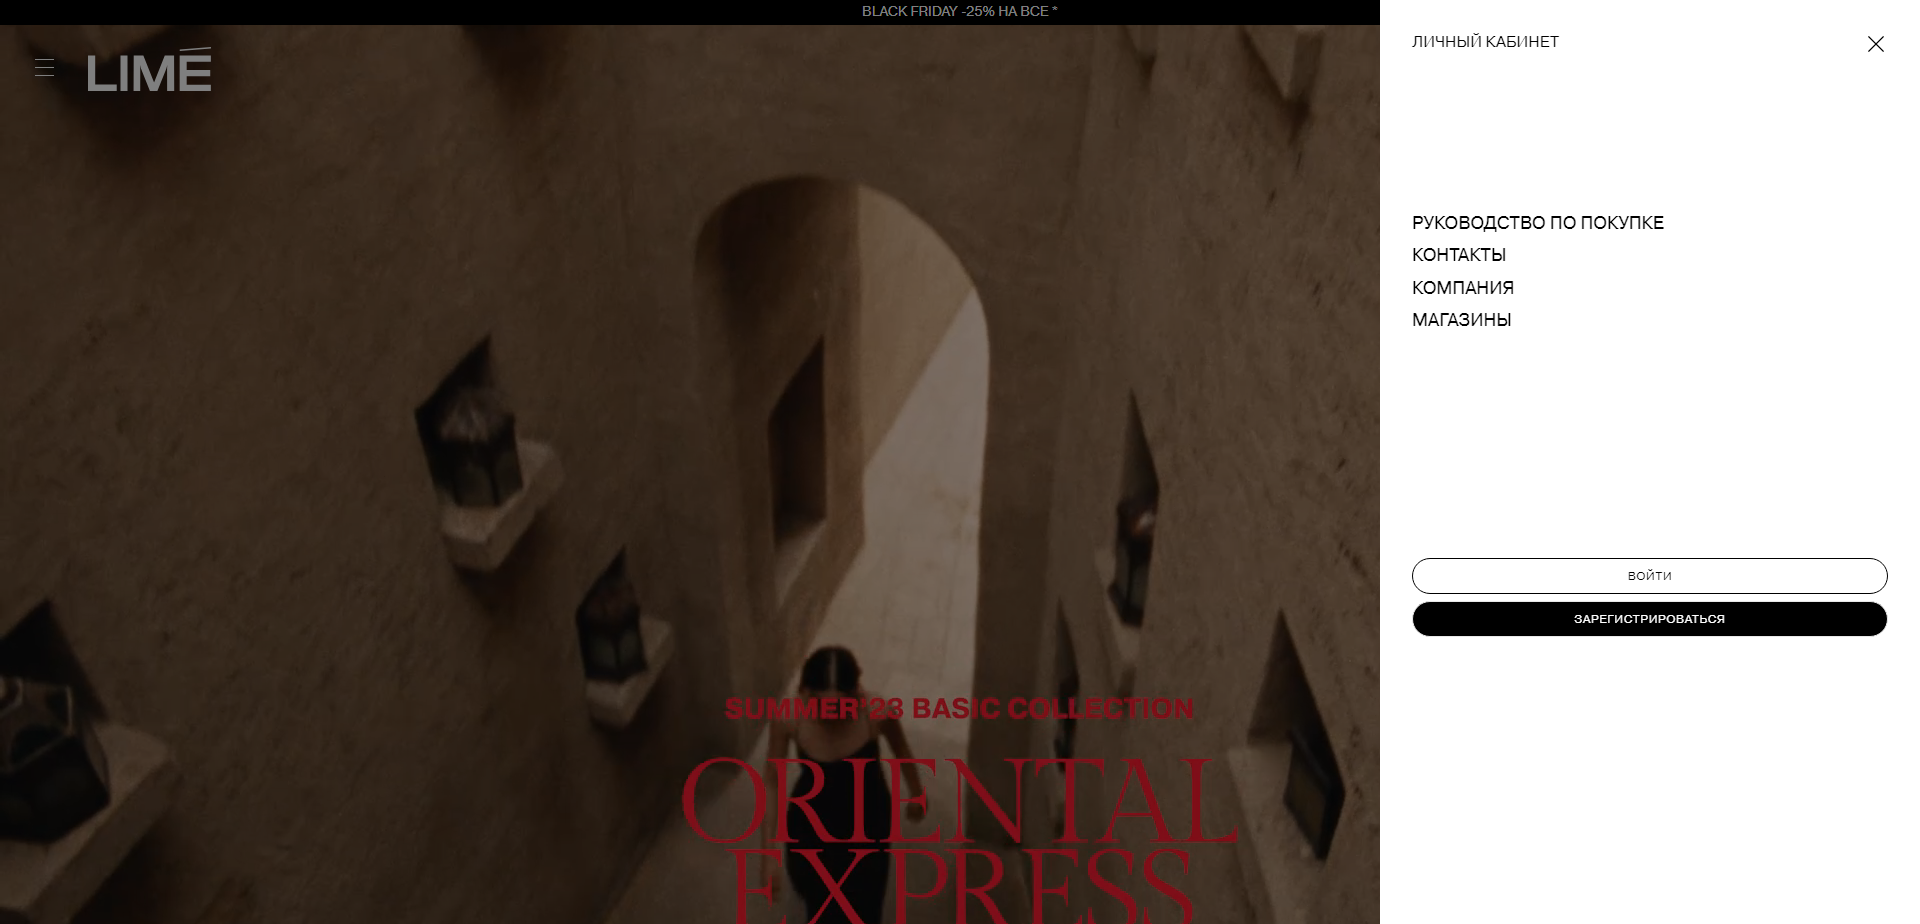 BLACK FRIDAY -25% НА ВСЕ *
LIMÉ
ЛИЧНЫЙ КАБИНЕТ
РУКОВОДСТВО ПО ПОКУПКЕ
КОНТАКТЫ
КОМПАНИЯ
МАГАЗИНЫ
ВОЙТИ
ЗАРЕГИСТРИРОВАТЬСЯ
SUMMER'23 BASIC COLLECTION
ORIENTAL
EXPRESS